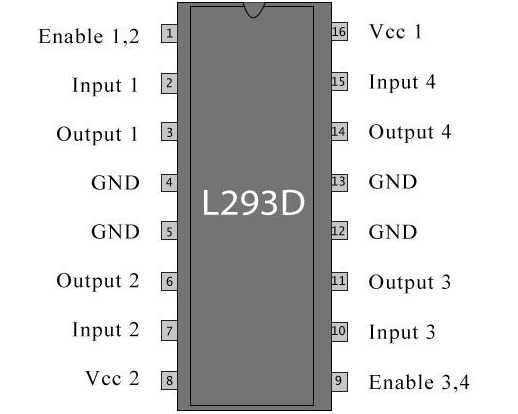 Enable 1,2 1 16 Vcc 1
Input 1 2 15 Input 4
Output 1 3 14 Output 4
GND 4 13 GND
L293D
GND 5 12 GND
Output 2 6 11 Output 3
Input 2 7 10 Input 3
Vcc 2 8 9 Enable 3,4